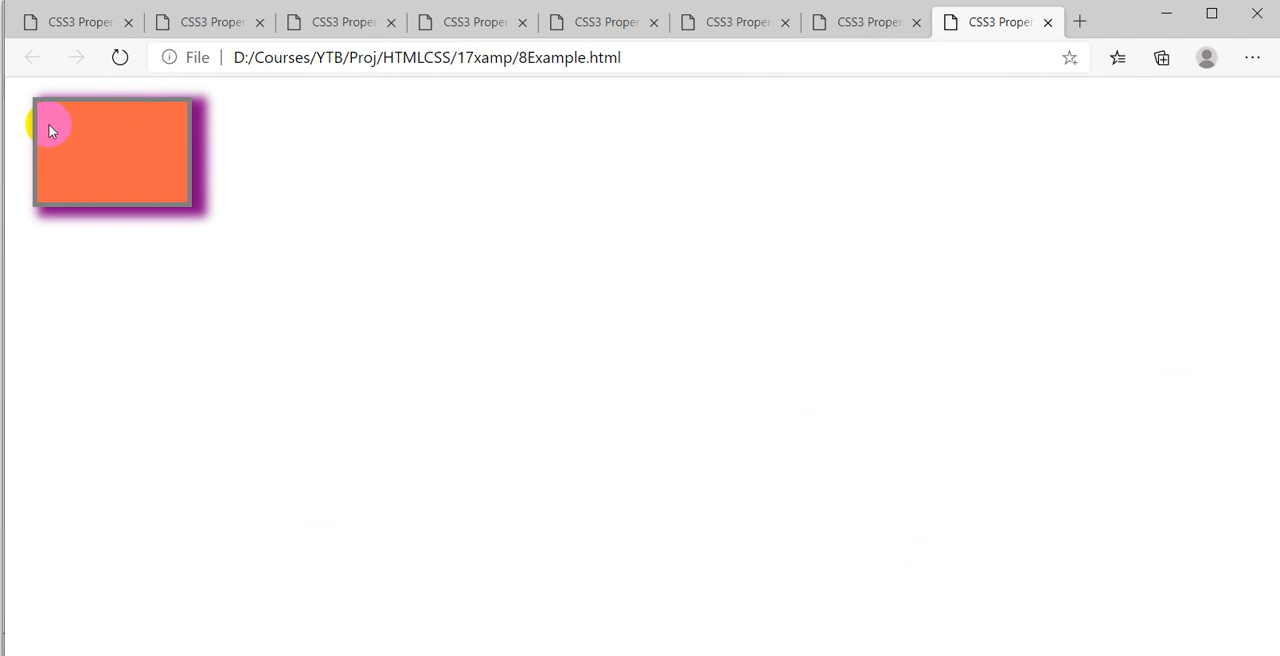 CSS3 Proper CSS3 Proper CSS3 Proper CSS3 Proper CSS3 Proper CSS3 Proper CSS3 Proper CSS3 Proper
File D:/Courses/YTB/Proj/HTMLCSS/17xamp/8Example.html